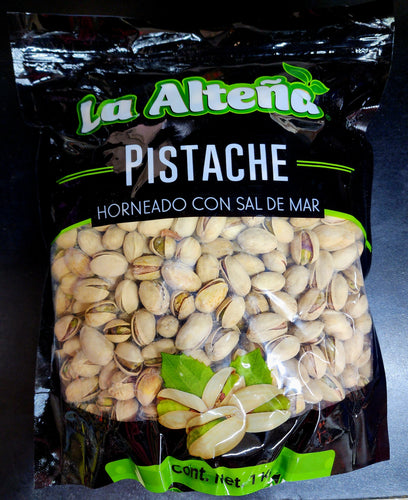 La Alteña
PISTACHE
HORNEADO CON SAL DE MAR
cont. Net. 1